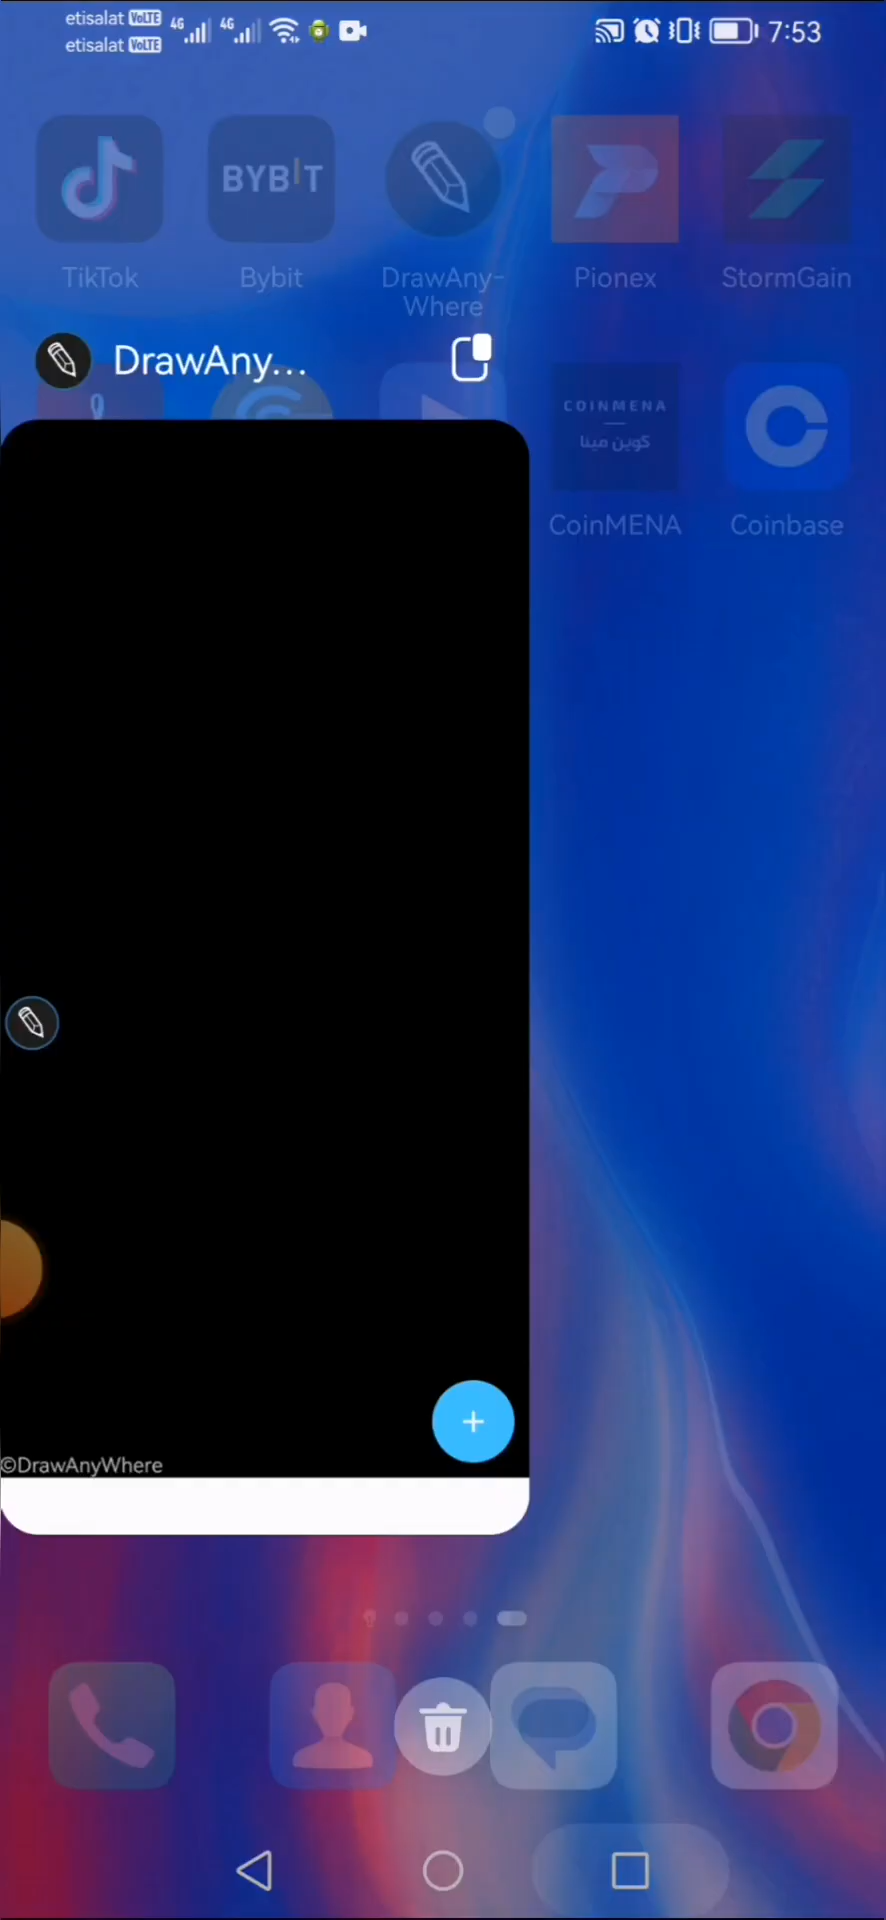 etisalat VoLTE 4G 4G 7:53
etisalat VoLTE
BYBIT
TikTok
Bybit
DrawAny-
Where
Pionex
StormGain
DrawAny...
COINMENA
كوين مينا
CoinMENA
Coinbase
©DrawAnyWhere